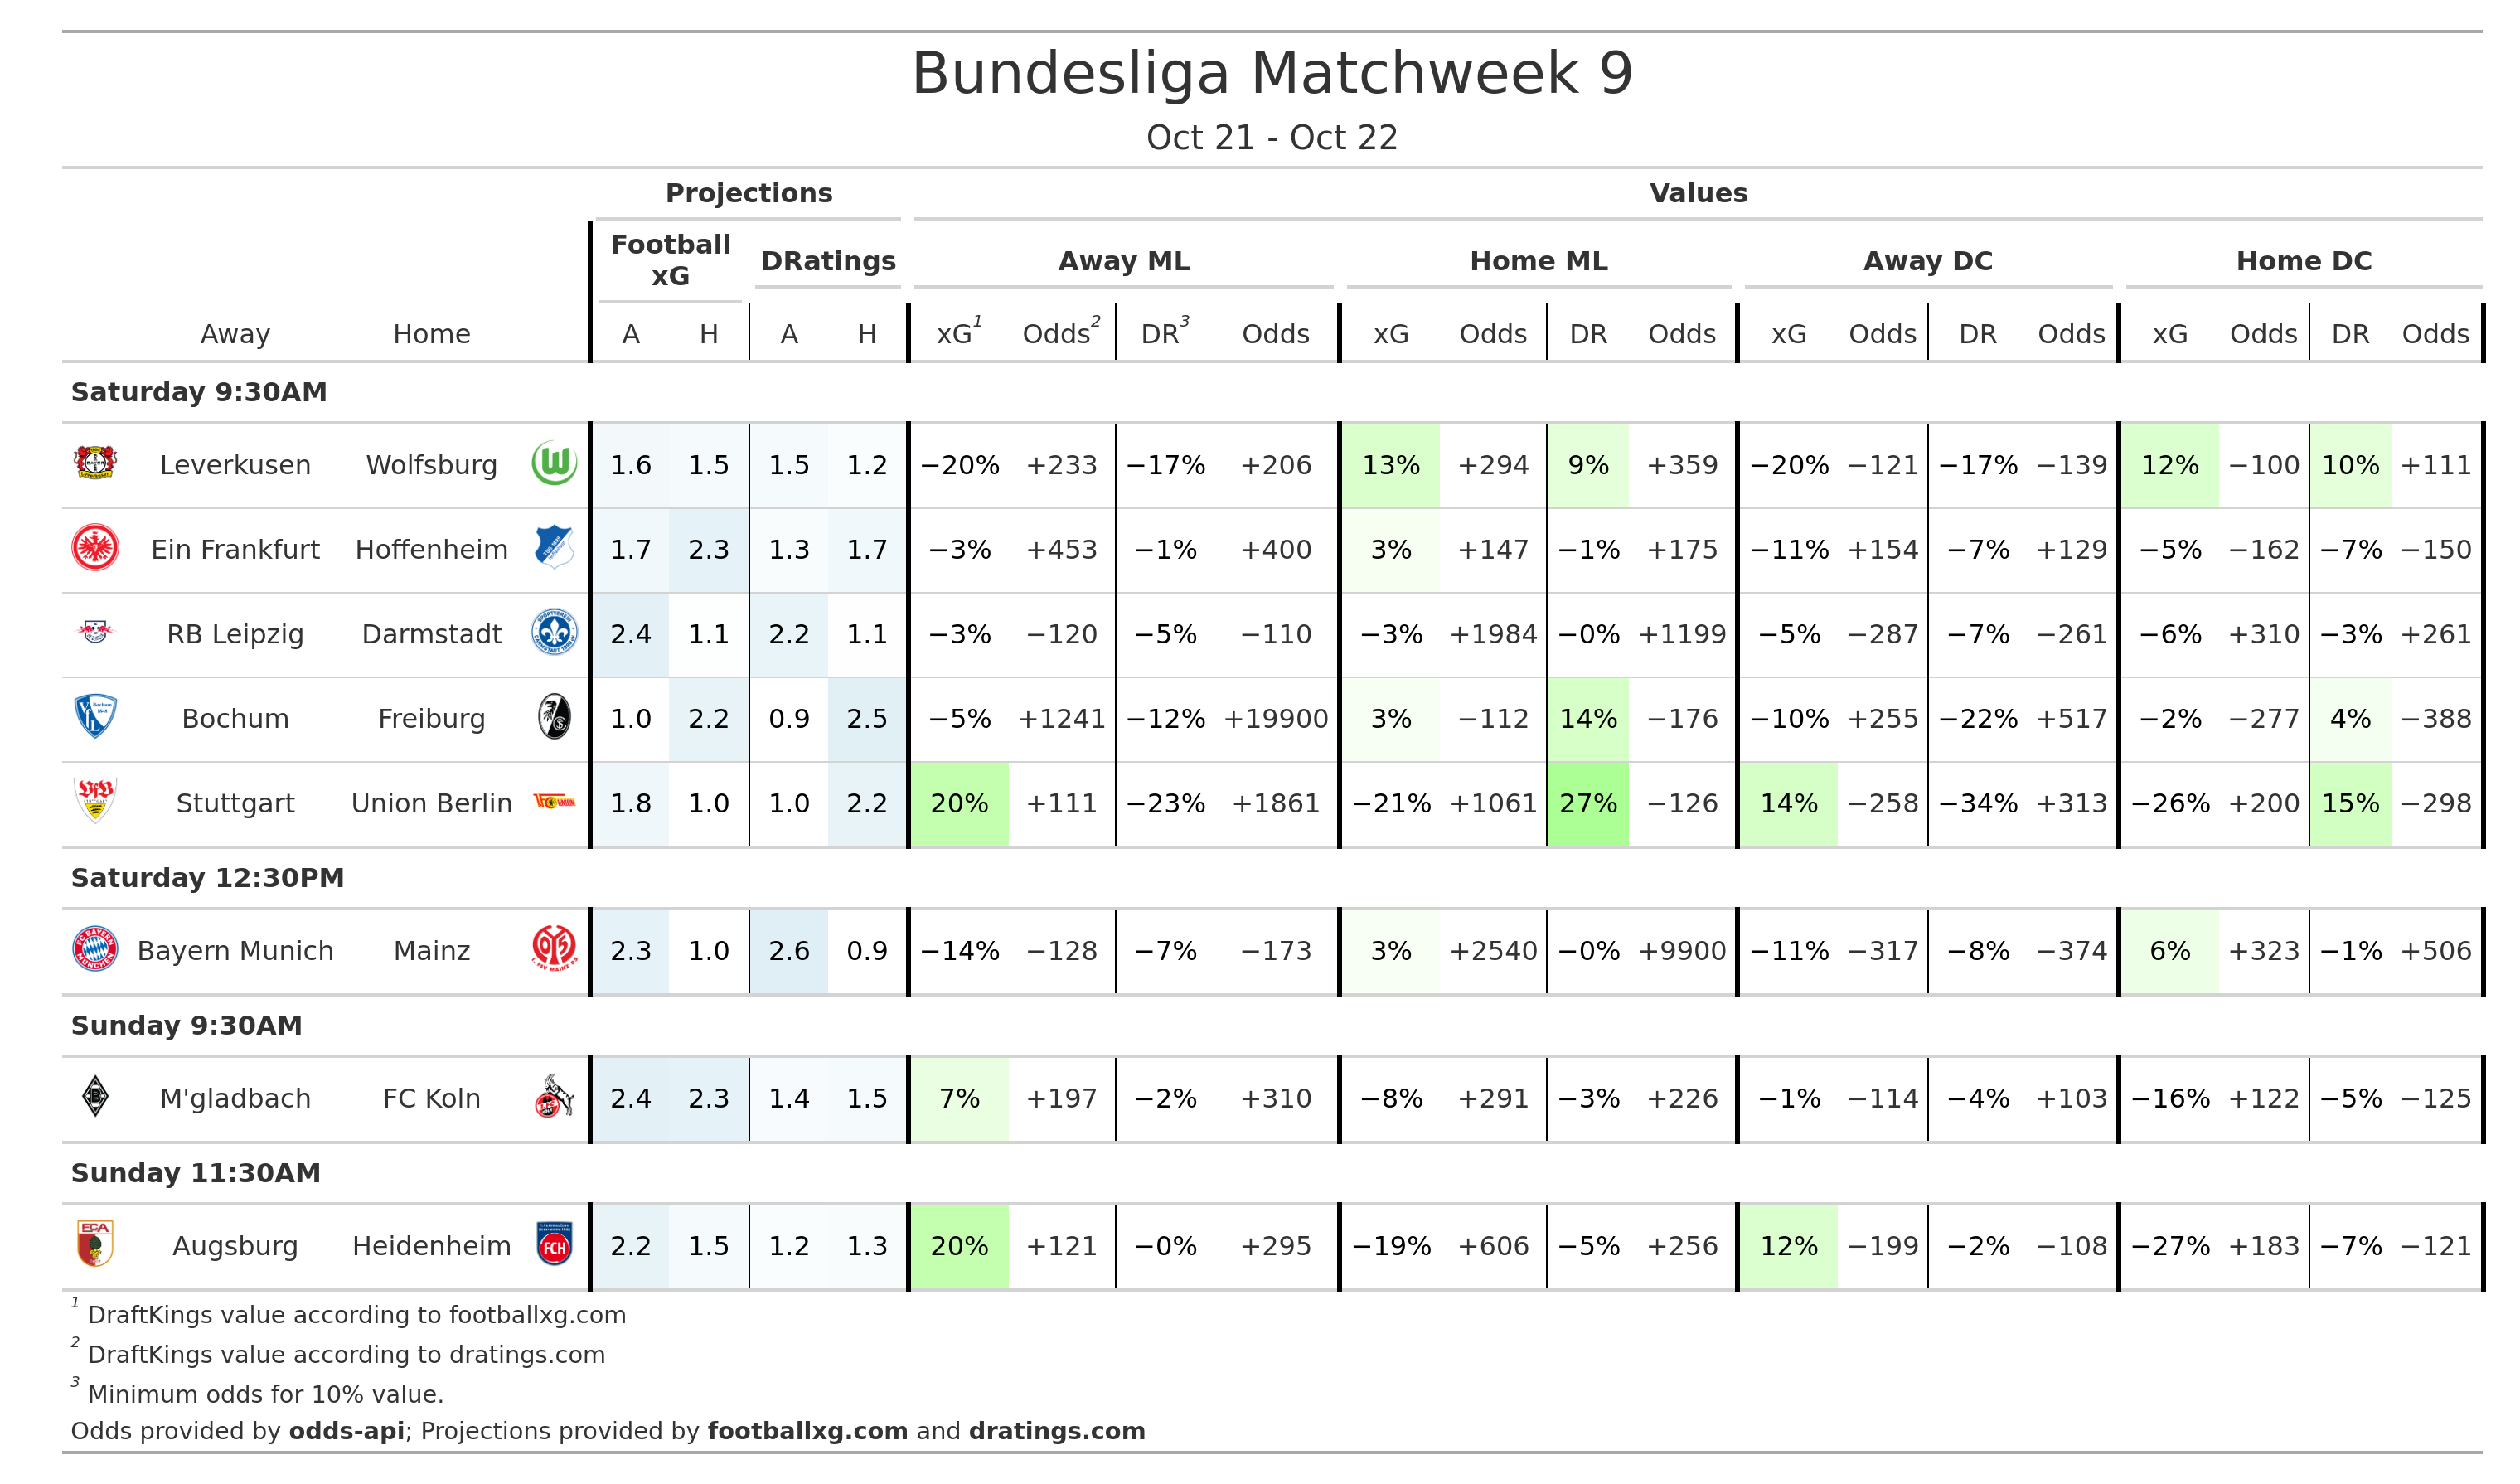 Bundesliga Matchweek 9
Oct 21 - Oct 22
Projections Values
Football xG DRatings Away ML Home ML Away DC Home DC
Away Home A H A H xG1 Odds2 DR3 Odds xG Odds DR Odds xG Odds DR Odds xG Odds DR Odds
Saturday 9:30AM
Leverkusen Wolfsburg 1.6 1.5 1.5 1.2 −20% +233 −17% +206 13% +294 9% +359 −20% −121 −17% −139 12% −100 10% +111
Ein Frankfurt Hoffenheim 1.7 2.3 1.3 1.7 −3% +453 −1% +400 3% +147 −1% +175 −11% +154 −7% +129 −5% −162 −7% −150
RB Leipzig Darmstadt 2.4 1.1 2.2 1.1 −3% −120 −5% −110 −3% +1984 −0% +1199 −5% −287 −7% −261 −6% +310 −3% +261
Bochum Freiburg 1.0 2.2 0.9 2.5 −5% +1241 −12% +19900 3% −112 14% −176 −10% +255 −22% +517 −2% −277 4% −388
Stuttgart Union Berlin 1.8 1.0 1.0 2.2 20% +111 −23% +1861 −21% +1061 27% −126 14% −258 −34% +313 −26% +200 15% −298
Saturday 12:30PM
Bayern Munich Mainz 2.3 1.0 2.6 0.9 −14% −128 −7% −173 3% +2540 −0% +9900 −11% −317 −8% −374 6% +323 −1% +506
Sunday 9:30AM
M'gladbach FC Koln 2.4 2.3 1.4 1.5 7% +197 −2% +310 −8% +291 −3% +226 −1% −114 −4% +103 −16% +122 −5% −125
Sunday 11:30AM
Augsburg Heidenheim 2.2 1.5 1.2 1.3 20% +121 −0% +295 −19% +606 −5% +256 12% −199 −2% −108 −27% +183 −7% −121
1 DraftKings value according to footballxg.com
2 DraftKings value according to dratings.com
3 Minimum odds for 10% value.
Odds provided by odds-api; Projections provided by footballxg.com and dratings.com